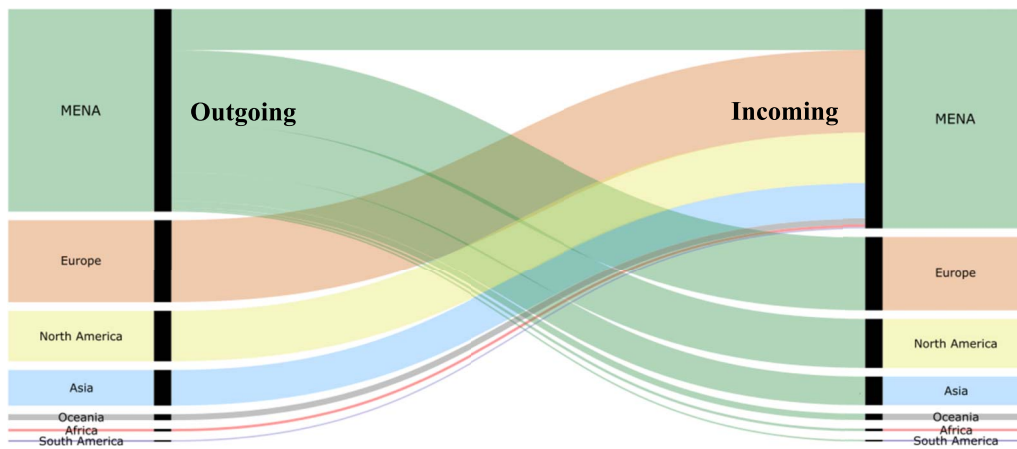 MENA
Outgoing
Incoming
MENA
Europe
Europe
North America
North America
Asia
Asia
Oceania
Oceania
Africa
Africa
South America
South America